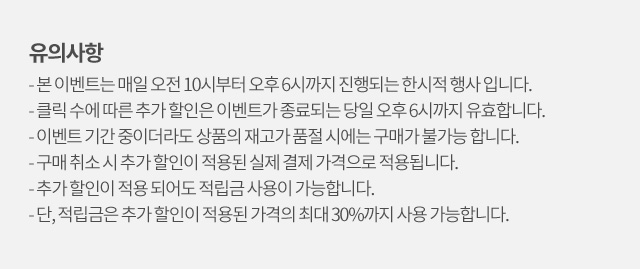 유의사항
- 본 이벤트는 매일 오전 10시부터 오후 6시까지 진행되는 한시적 행사 입니다.
- 클릭 수에 따른 추가 할인은 이벤트가 종료되는 당일 오후 6시까지 유효합니다.
- 이벤트 기간 중이더라도 상품의 재고가 품절 시에는 구매가 불가능 합니다.
- 구매 취소 시 추가 할인이 적용된 실제 결제 가격으로 적용됩니다.
- 추가 할인이 적용 되어도 적립금 사용이 가능합니다.
- 단, 적립금은 추가 할인이 적용된 가격의 최대 30%까지 사용 가능합니다.